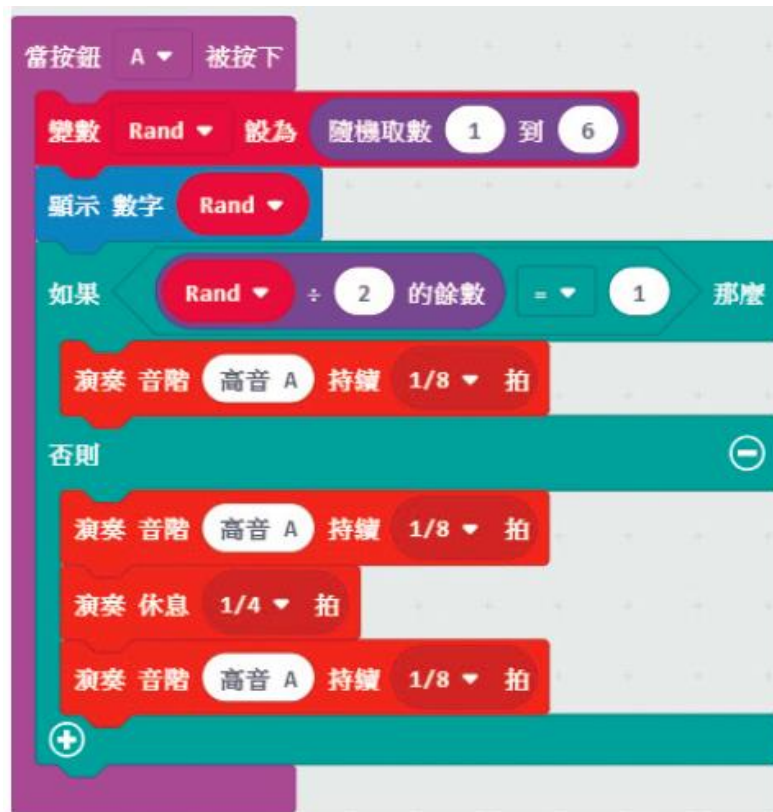 當按鈕 A 被按下
變數 Rand 設為 隨機取數 1 到 6
顯示 數字 Rand
如果 Rand ÷ 2 的餘數 = 1 那麼
演奏 音階 高音 A 持續 1/8 拍
否則
演奏 音階 高音 A 持續 1/8 拍
演奏 休息 1/4 拍
演奏 音階 高音 A 持續 1/8 拍